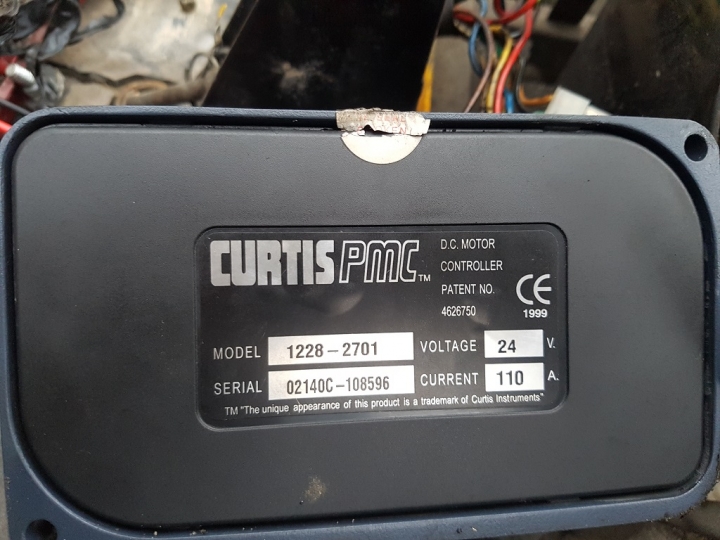 CURTIS PMC™
D.C. MOTOR
CONTROLLER
PATENT NO.
4626750
CE
1999
MODEL 1228-2701 VOLTAGE 24 V.
SERIAL 02140C-108596 CURRENT 110 A.
TM "The unique appearance of this product is a trademark of Curtis Instruments"